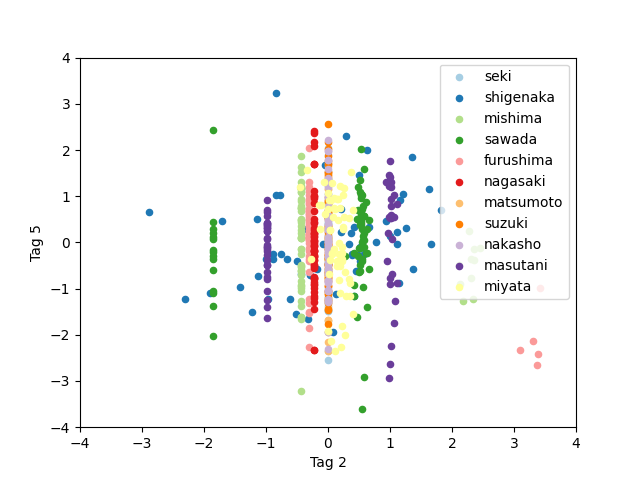 4
3
2
1
0
−1
−2
−3
−4
Tag 5
−4
−3
−2
−1
0
1
2
3
4
Tag 2
seki
shigenaka
mishima
sawada
furushima
nagasaki
matsumoto
suzuki
nakasho
masutani
miyata